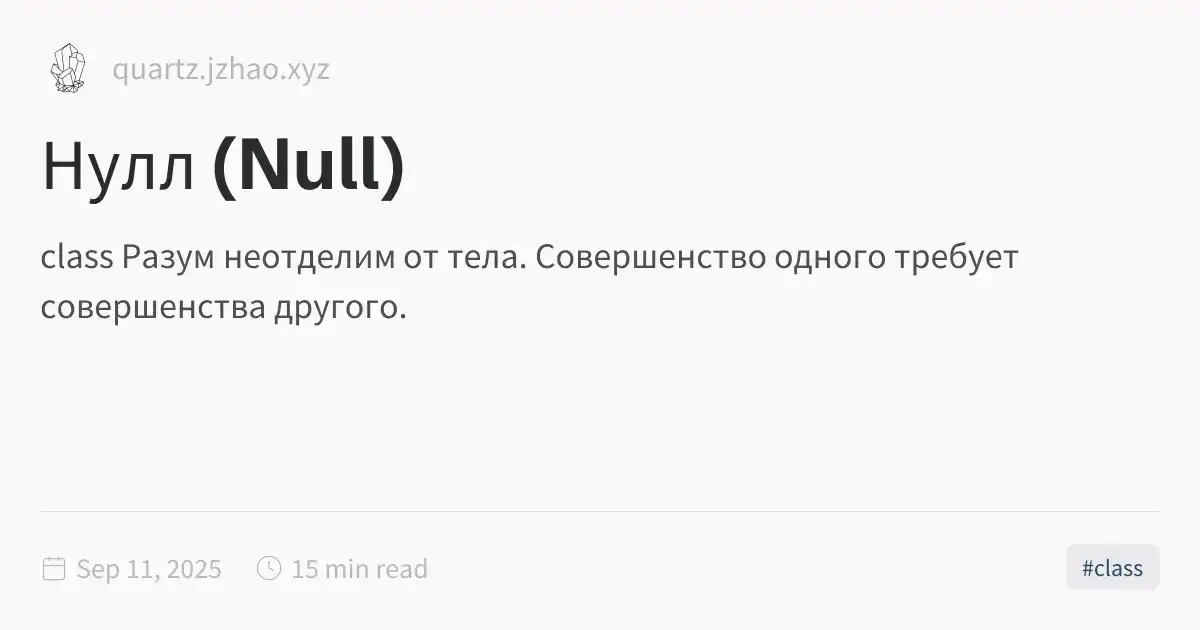 quartz.jzhao.xyz
Нулл (Null)
class Разум неотделим от тела. Совершенство одного требует
совершенства другого.
Sep 11, 2025
15 min read
#class